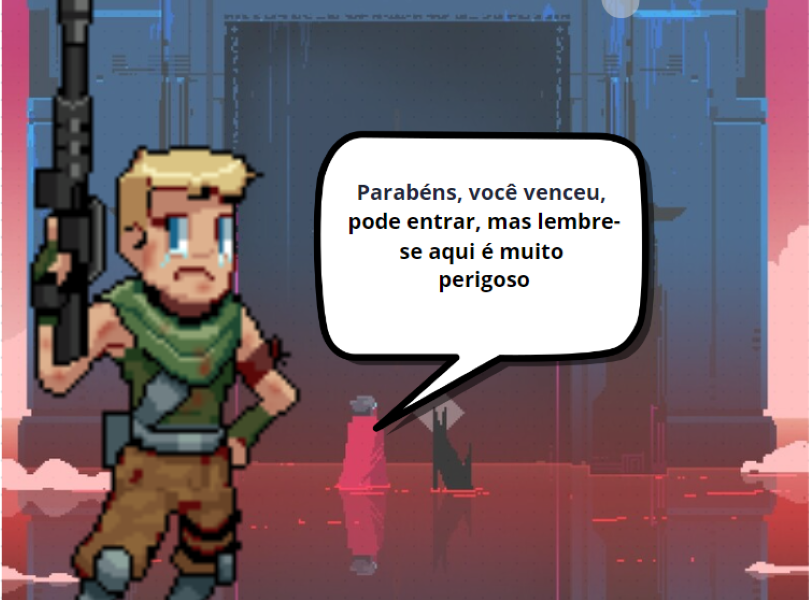 Parabéns, você venceu,
pode entrar, mas lembre-
se aqui é muito
perigoso